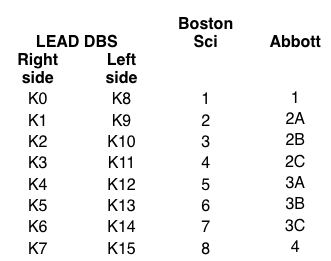 Boston
LEAD DBS Sci Abbott
Right Left
side side
K0 K8 1 1
K1 K9 2 2A
K2 K10 3 2B
K3 K11 4 2C
K4 K12 5 3A
K5 K13 6 3B
K6 K14 7 3C
K7 K15 8 4